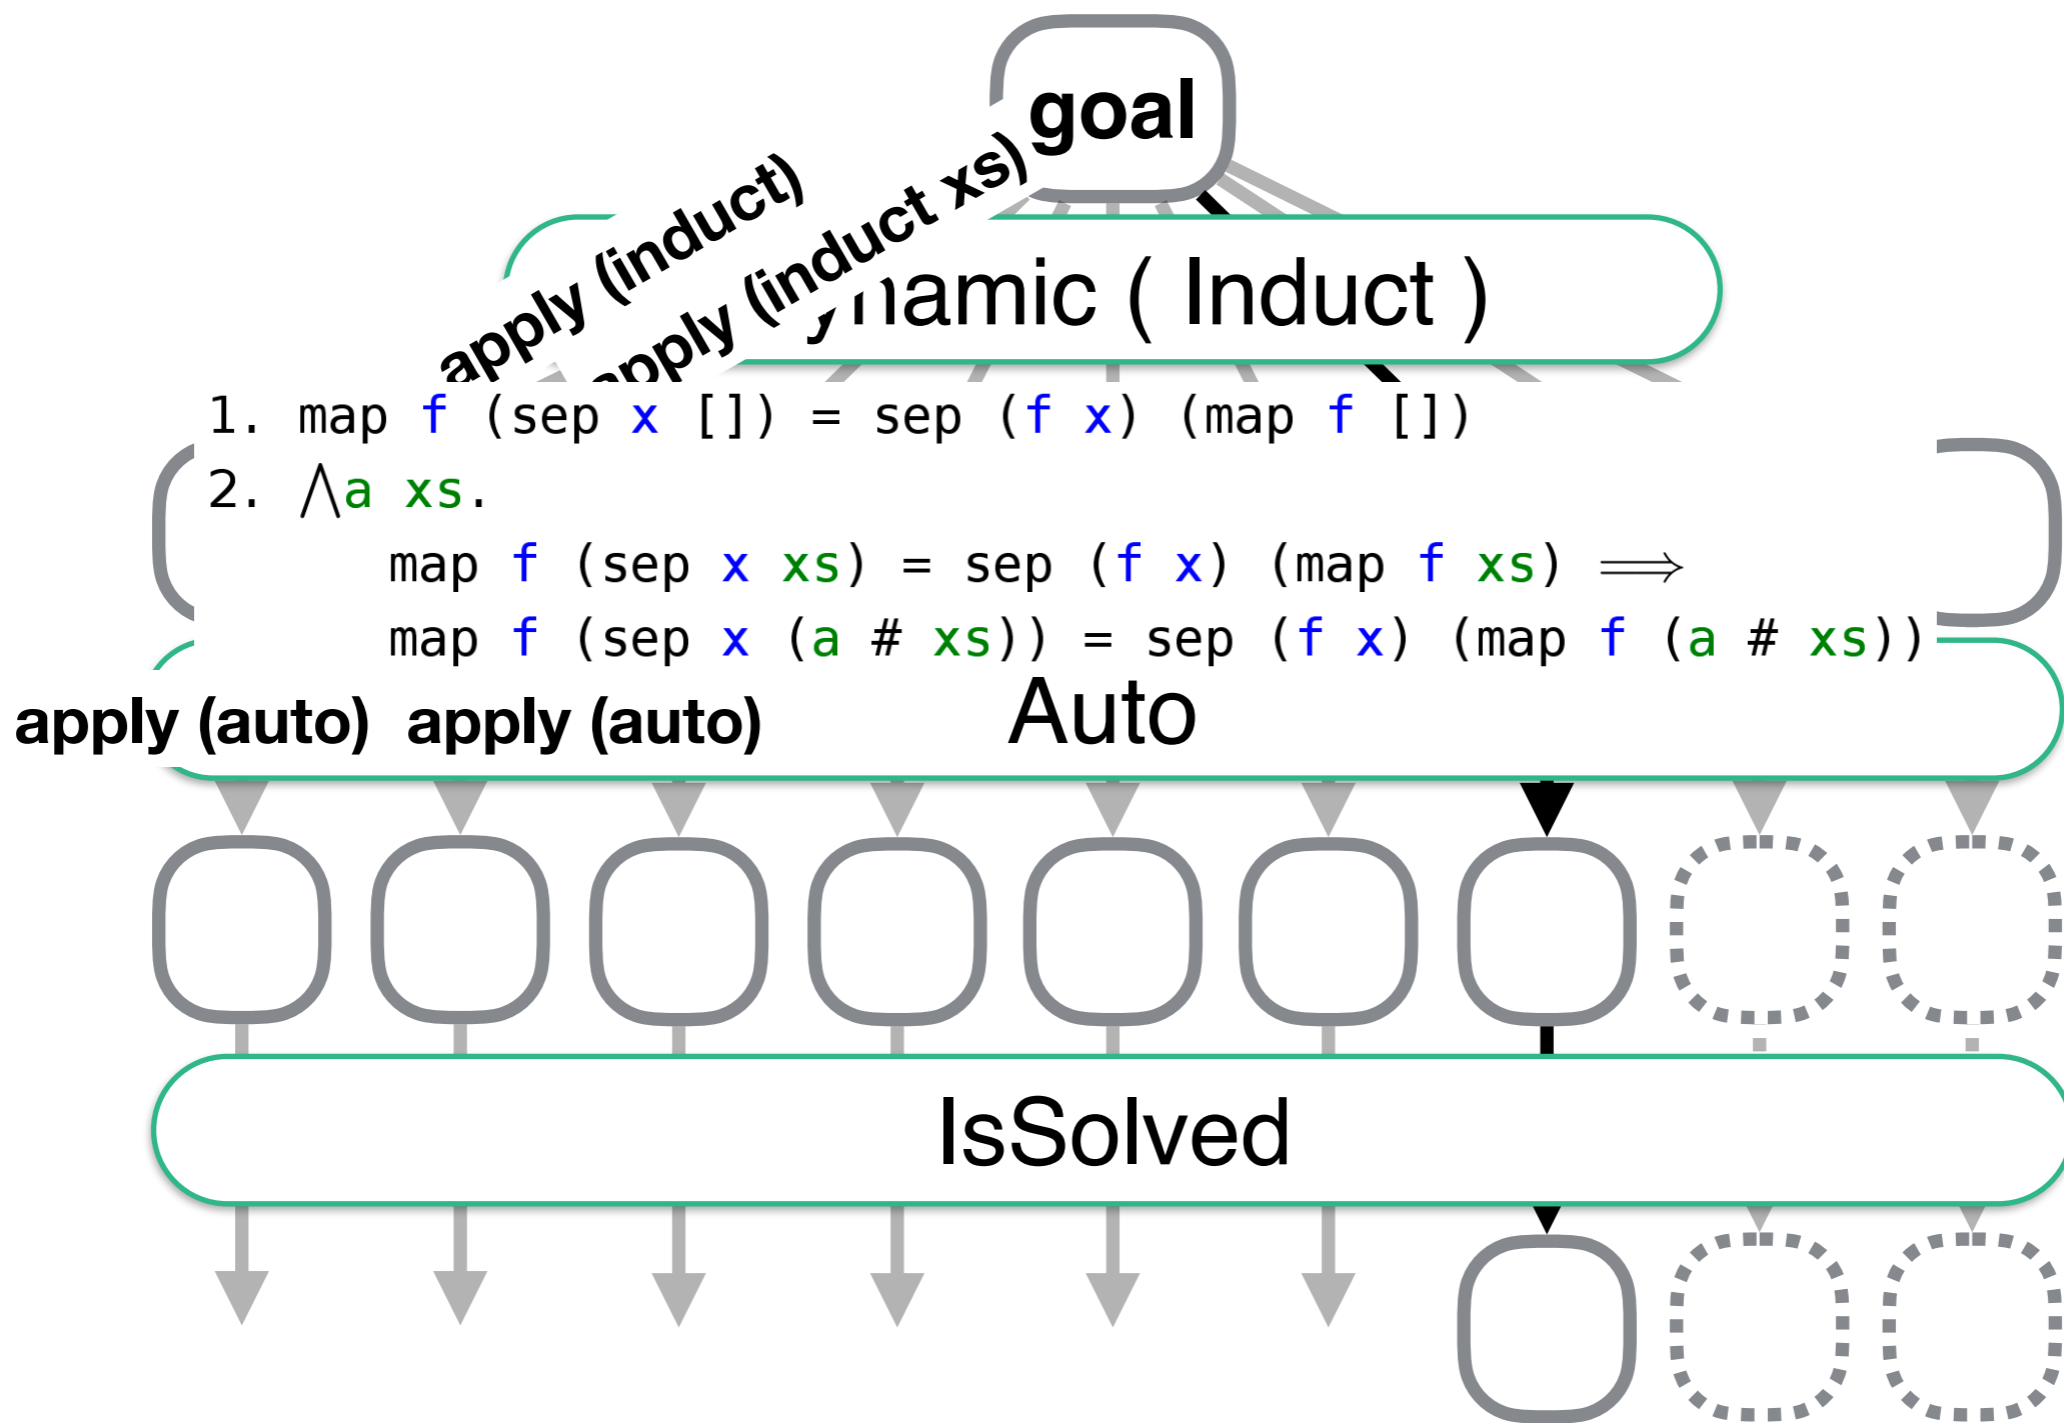 goal
apply (induct)
apply (induct xs)
namic ( Induct )
1. map f (sep x []) = sep (f x) (map f [])
2. ⋀a xs.
map f (sep x xs) = sep (f x) (map f xs) ⟹
map f (sep x (a # xs)) = sep (f x) (map f (a # xs))
apply (auto) apply (auto) Auto
IsSolved